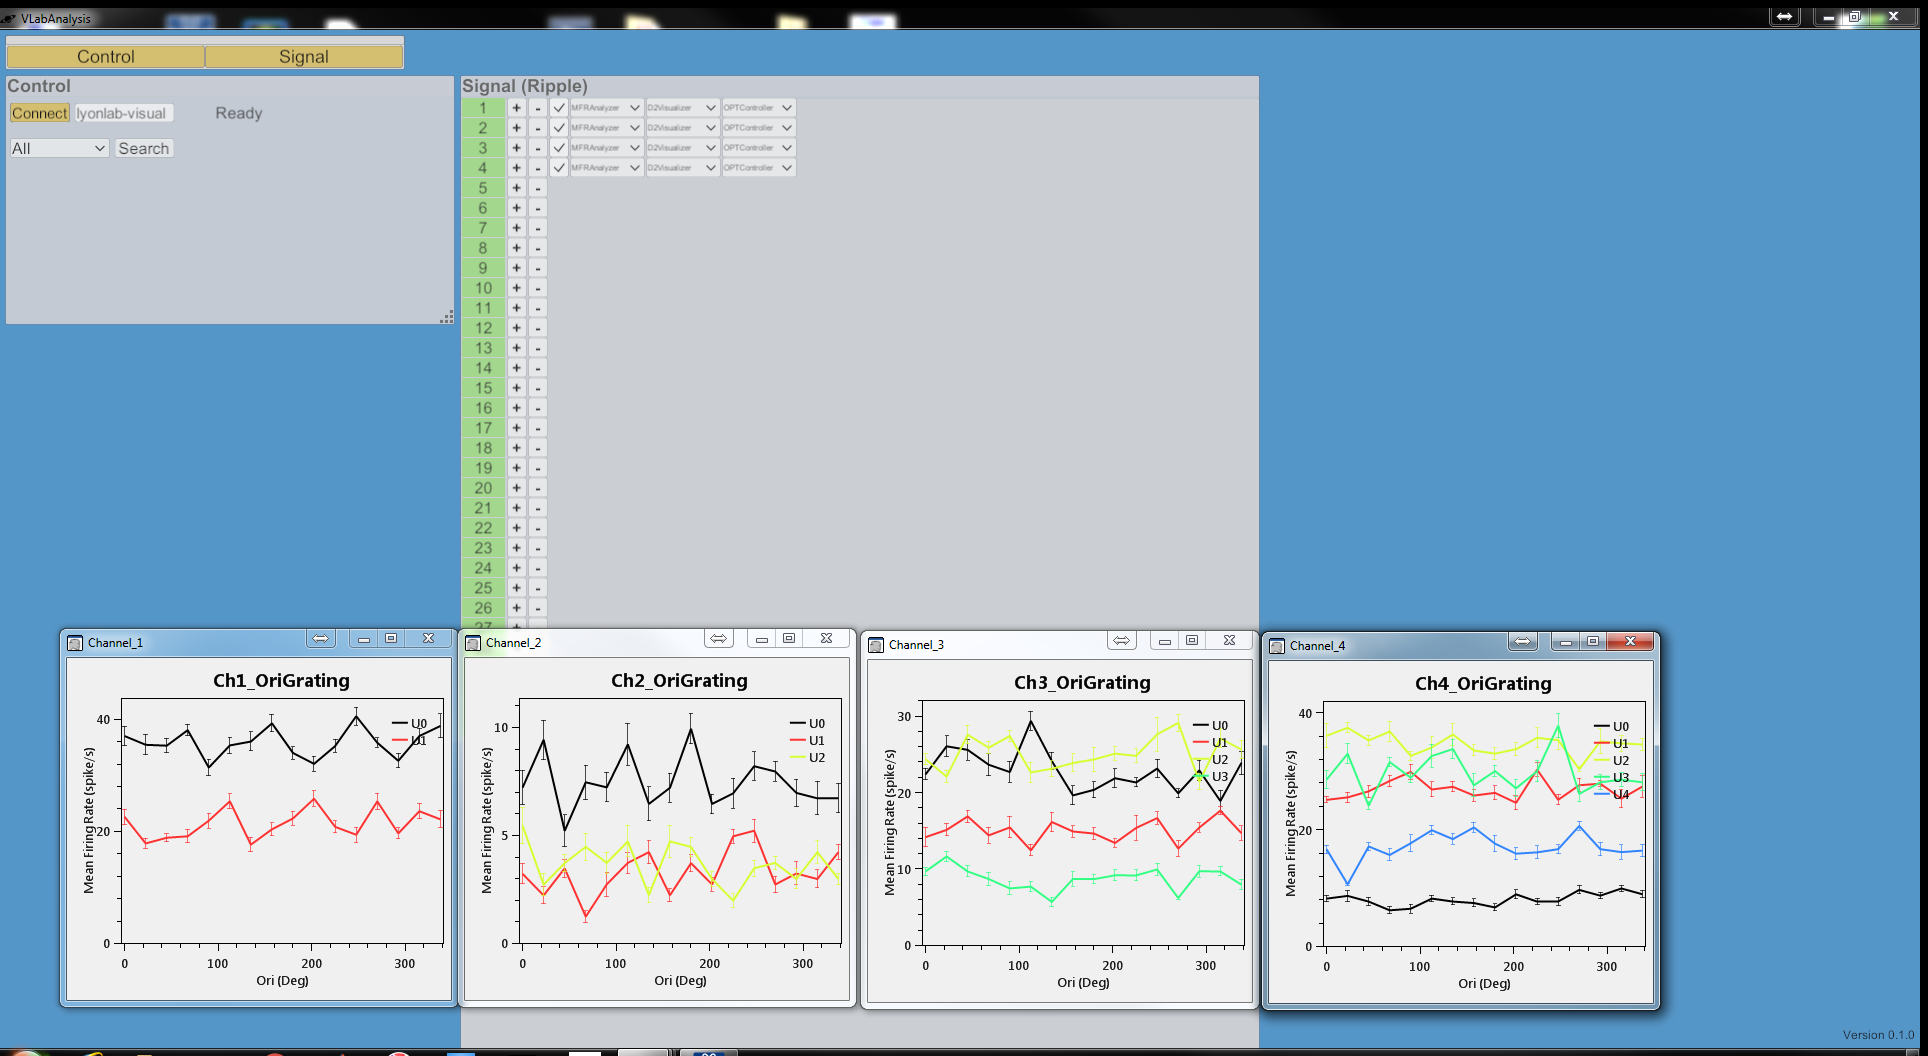 VLabAnalysis
Control Signal
Control
Connect lyonlab-visual Ready
All Search
Signal (Ripple)
1 + - MFRAnalyzer D2Visualizer OPTController
2 + - MFRAnalyzer D2Visualizer OPTController
3 + - MFRAnalyzer D2Visualizer OPTController
4 + - MFRAnalyzer D2Visualizer OPTController
5 + -
6 + -
7 + -
8 + -
9 + -
10 + -
11 + -
12 + -
13 + -
14 + -
15 + -
16 + -
17 + -
18 + -
19 + -
20 + -
21 + -
22 + -
23 + -
24 + -
25 + -
26 + -
27 + -
Channel_1
Ch1_OriGrating
Mean Firing Rate (spike/s)
40
20
0
U0
U1
0 100 200 300
Ori (Deg)
Channel_2
Ch2_OriGrating
Mean Firing Rate (spike/s)
10
5
0
U0
U1
U2
0 100 200 300
Ori (Deg)
Channel_3
Ch3_OriGrating
Mean Firing Rate (spike/s)
30
20
10
0
U0
U1
U2
U3
0 100 200 300
Ori (Deg)
Channel_4
Ch4_OriGrating
Mean Firing Rate (spike/s)
40
20
0
U0
U1
U2
U3
U4
0 100 200 300
Ori (Deg)
Version 0.1.0